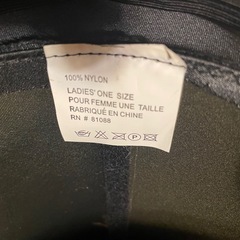 100% NYLON
LADIES' ONE SIZE
POUR FEMME UNE TAILLE
FABRIQUÉ EN CHINE
RN # 81088